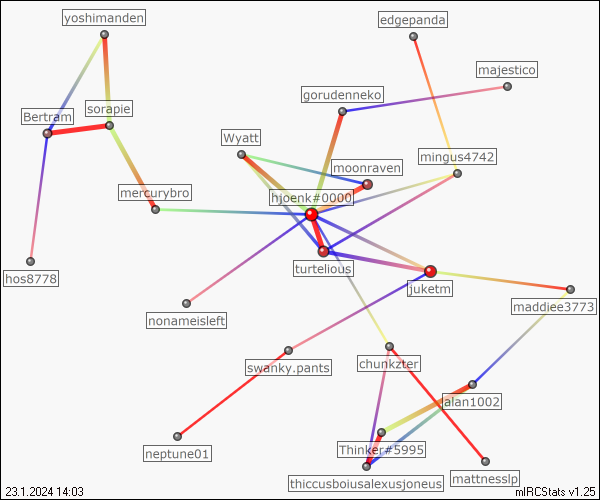 yoshimanden
edgepanda
majestico
gorudenneko
Bertram
sorapie
Wyatt
moonraven
mingus4742
mercurybro
hjoenk#0000
hos8778
turtelious
juketm
maddiee3773
nonameisleft
swanky.pants
chunkzter
alan1002
neptune01
Thinker#5995
mattnesslp
thiccusboiusalexusjoneus
23.1.2024 14:03
mIRCStats v1.25